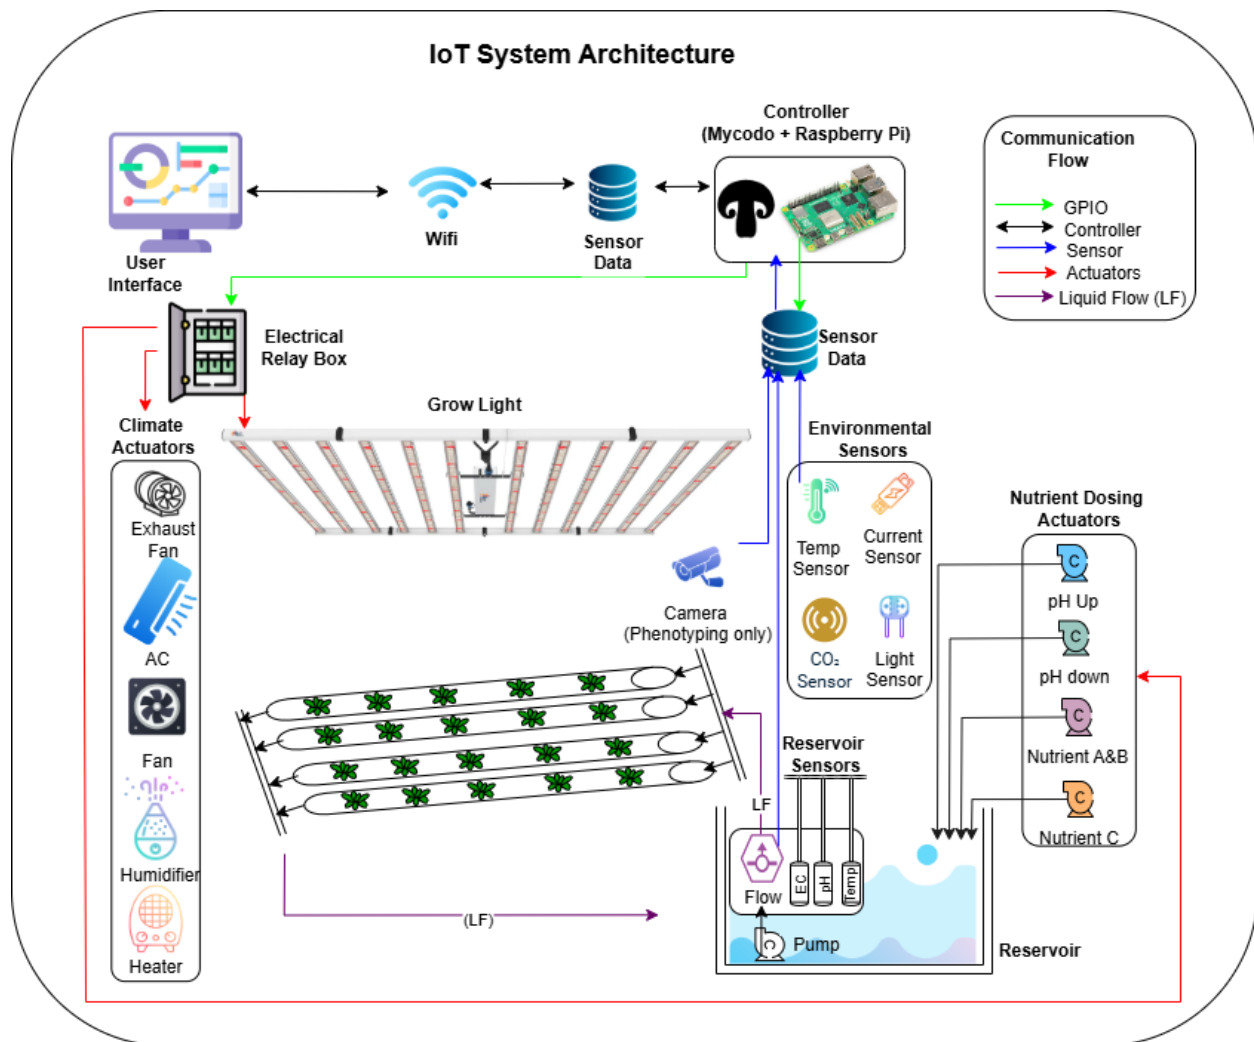 IoT System Architecture
Controller
(Mycodo + Raspberry Pi)
Communication
Flow
GPIO
Controller
Sensor
Actuators
Liquid Flow (LF)
User
Interface
Wifi
Sensor
Data
Electrical
Relay Box
Sensor
Data
Climate
Actuators
Grow Light
Exhaust
Fan
AC
Fan
Humidifier
Heater
Environmental
Sensors
Temp
Sensor
Current
Sensor
CO₂
Sensor
Light
Sensor
Camera
(Phenotyping only)
Nutrient Dosing
Actuators
C
pH Up
C
pH down
C
Nutrient A&B
C
Nutrient C
Reservoir
Sensors
LF
Flow
EC
pH
Temp
C
Pump
(LF)
Reservoir